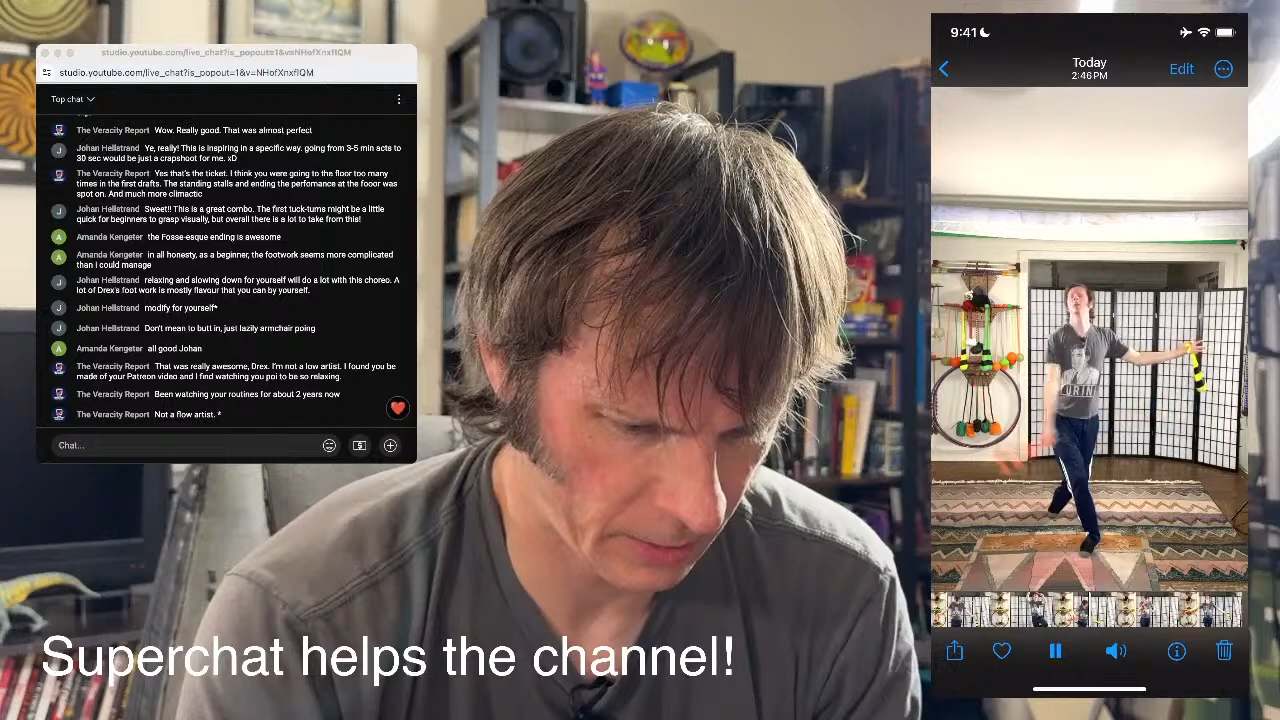 studio.youtube.com/live_chat?is_popout=1&v=NHofXnxfIQM
studio.youtube.com/live_chat?is_popout=1&v=NHofXnxfIQM
Top chat
The Veracity Report Wow. Really good. That was almost perfect
Johan Hellstrand Ye, really! This is inspiring in a specific way. going from 3-5 min acts to
30 sec would be just a crapshoot for me. xD
The Veracity Report Yes that's the ticket. I think you were going to the floor too many
times in the first drafts. The standing stalls and ending the perfomance at the fooor was
spot on. And much more climactic
Johan Hellstrand Sweet!! This is a great combo. The first tuck-turns might be a little
quick for beginners to grasp visually, but overall there is a lot to take from this!
Amanda Kengeter the Fosse-esque ending awesome
Amanda Kengeter in all honesty, as a beginner, the footwork seems more complicated
than I could manage
Johan Hellstrand relaxing and slowing down for yourself will do a lot with this choreo. A
lot of Drex's foot work is mostly flavour that you can by yourself.
Johan Hellstrand modify for yourself*
Johan Hellstrand Don't mean to butt in, just lazily armchair poing
Amanda Kengeter all good Johan
The Veracity Report That was really awesome, Drex. I'm not a low artist. I found you be
made of your Patreon video and I find watching you poi to be so relaxing.
The Veracity Report Been watching your routines for about 2 years now
The Veracity Report Not a flow artist. *
Chat...
Superchat helps the channel!
9:41
Today
2:46 PM
Edit
TURING